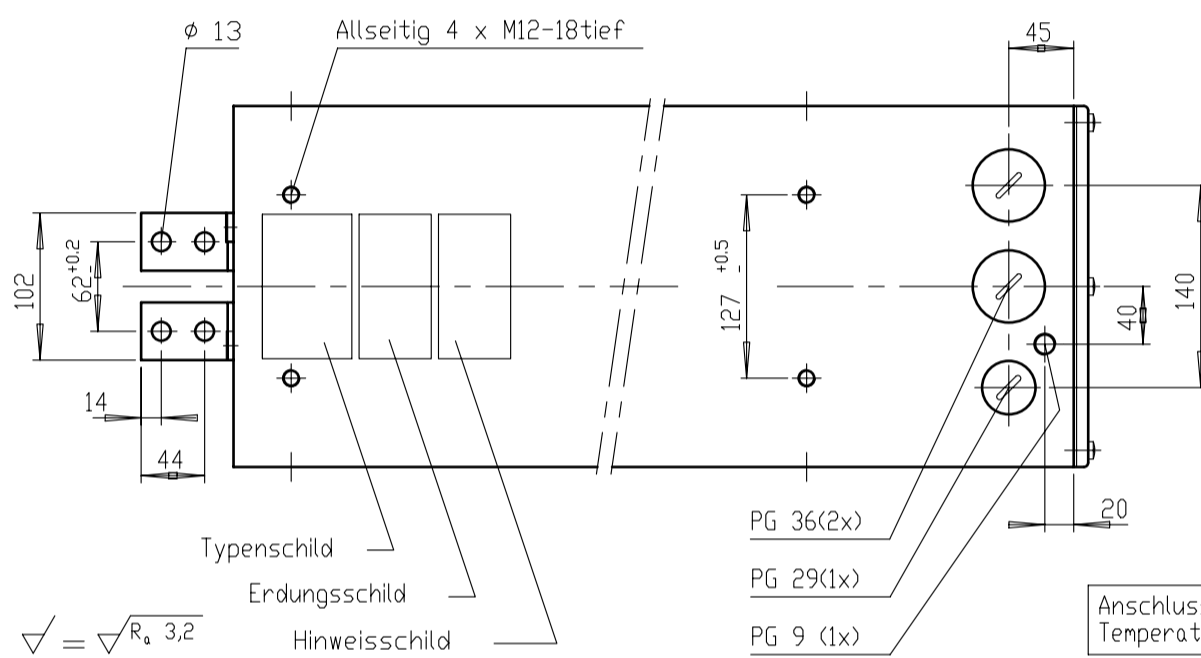 ϕ 13
Allseitig 4 x M12-18tief
45
102
62 +0.2 -
127 +0.5 -
140
40
14
44
20
Typenschild
Erdungsschild
Hinweisschild
PG 36(2x)
PG 29(1x)
PG 9 (1x)
= Ra 3,2
Anschlus
Temperat